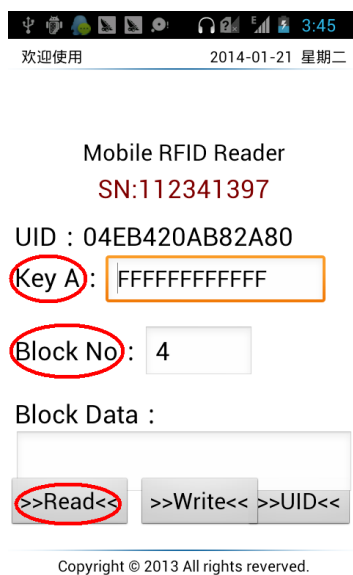 3:45
欢迎使用 2014-01-21 星期二
Mobile RFID Reader
SN:112341397
UID：04EB420AB82A80
Key A： FFFFFFFFFFFF
Block No： 4
Block Data：
>>Read<< >>Write<< >>UID<<
Copyright © 2013 All rights reserved.